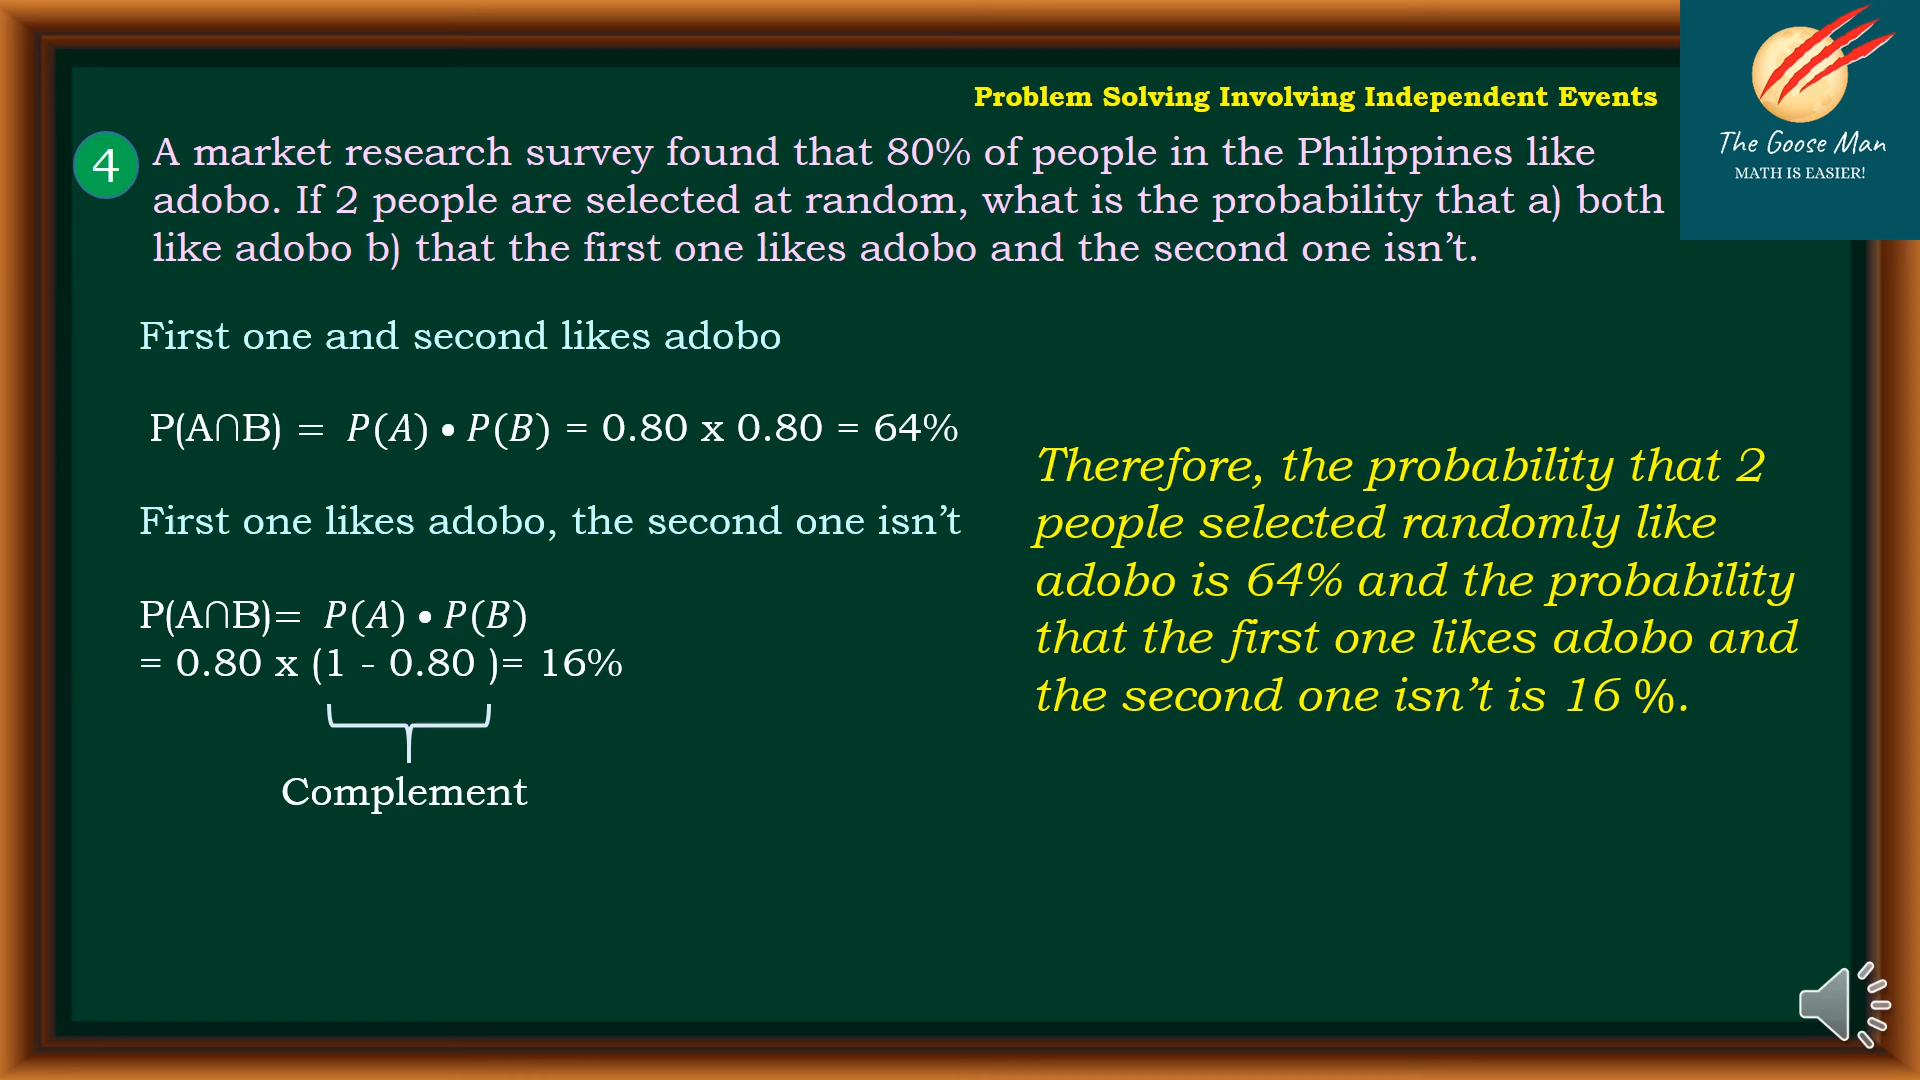 Problem Solving Involving Independent Events
The Goose Man
MATH IS EASIER!
4
A market research survey found that 80% of people in the Philippines like
adobo. If 2 people are selected at random, what is the probability that a) both
like adobo b) that the first one likes adobo and the second one isn’t.
First one and second likes adobo
P(A∩B) = P(A) • P(B) = 0.80 x 0.80 = 64%
First one likes adobo, the second one isn’t
P(A∩B)= P(A) • P(B)
= 0.80 x (1 - 0.80 )= 16%
Complement
Therefore, the probability that 2
people selected randomly like
adobo is 64% and the probability
that the first one likes adobo and
the second one isn’t is 16 %.